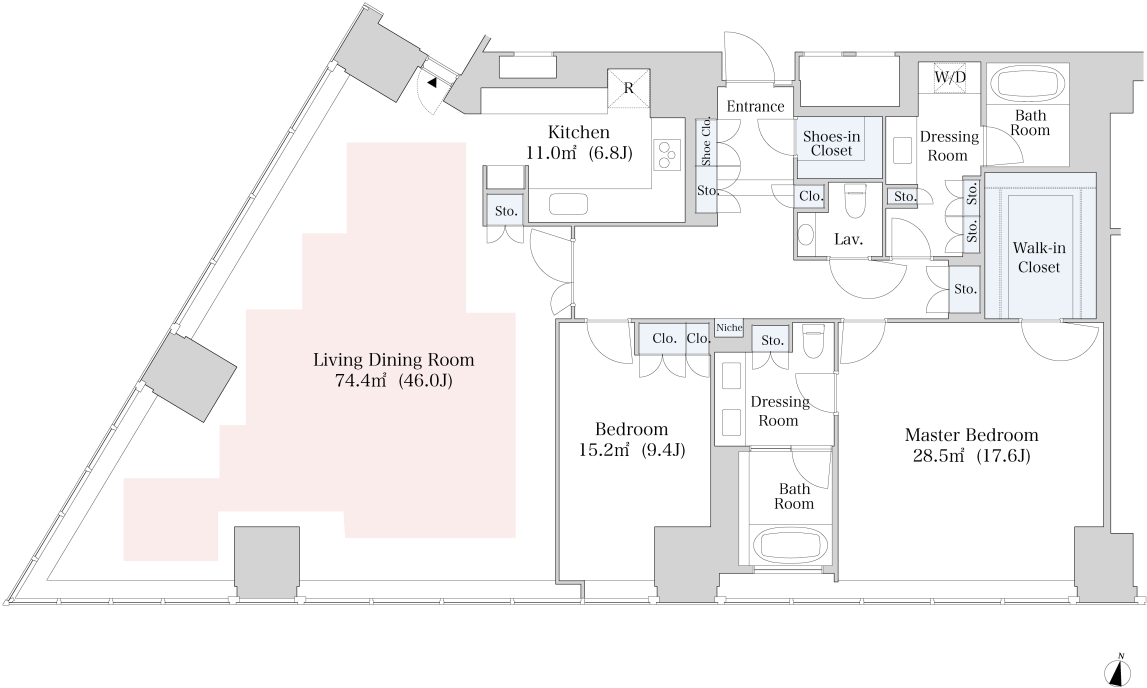 W/D
R
Entrance
Bath
Room
Kitchen
11.0㎡ (6.8J)
Shoe Clo.
Shoes-in
Closet
Dressing
Room
Sto.
Clo.
Sto.
Sto.
Sto.
Sto.
Lav.
Walk-in
Closet
Sto.
Niche
Clo.
Clo.
Sto.
Living Dining Room
74.4㎡ (46.0J)
Dressing
Room
Bedroom
15.2㎡ (9.4J)
Master Bedroom
28.5㎡ (17.6J)
Bath
Room
N